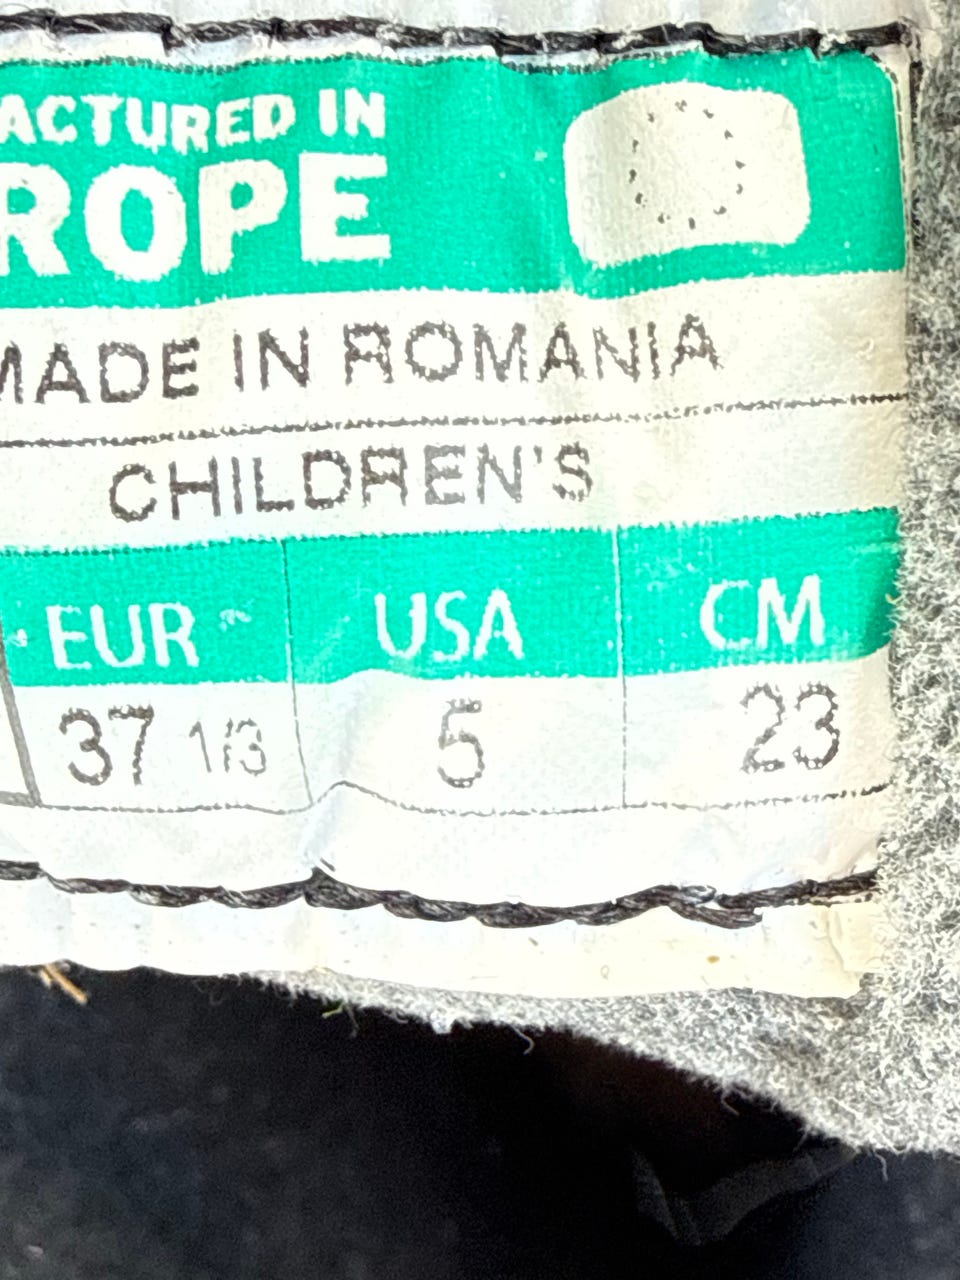 ACTURED IN
ROPE
MADE IN ROMANIA
CHILDREN'S
EUR USA CM
37 1/3 5 23